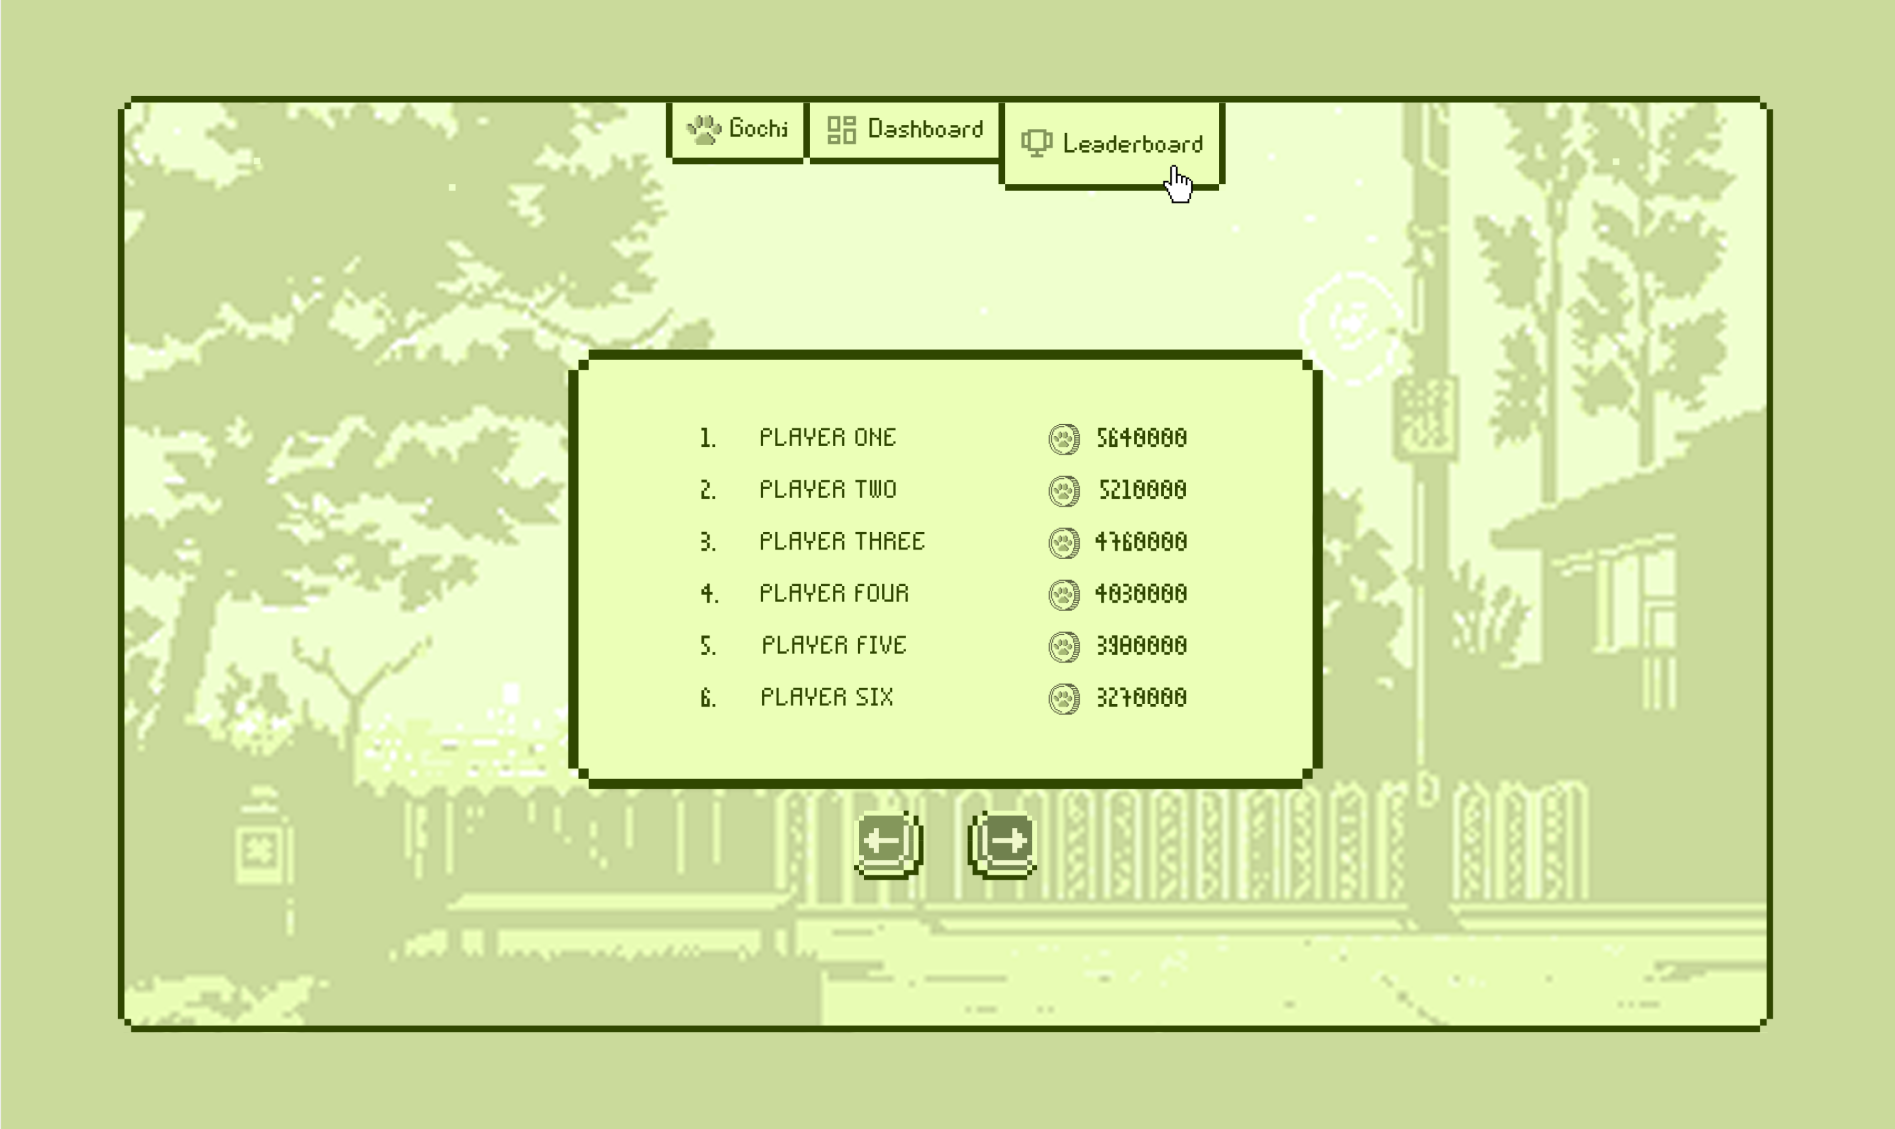 Gochi Dashboard Leaderboard
1. PLAYER ONE 5640000
2. PLAYER TWO 5210000
3. PLAYER THREE 4760000
4. PLAYER FOUR 4030000
5. PLAYER FIVE 3980000
6. PLAYER SIX 3270000